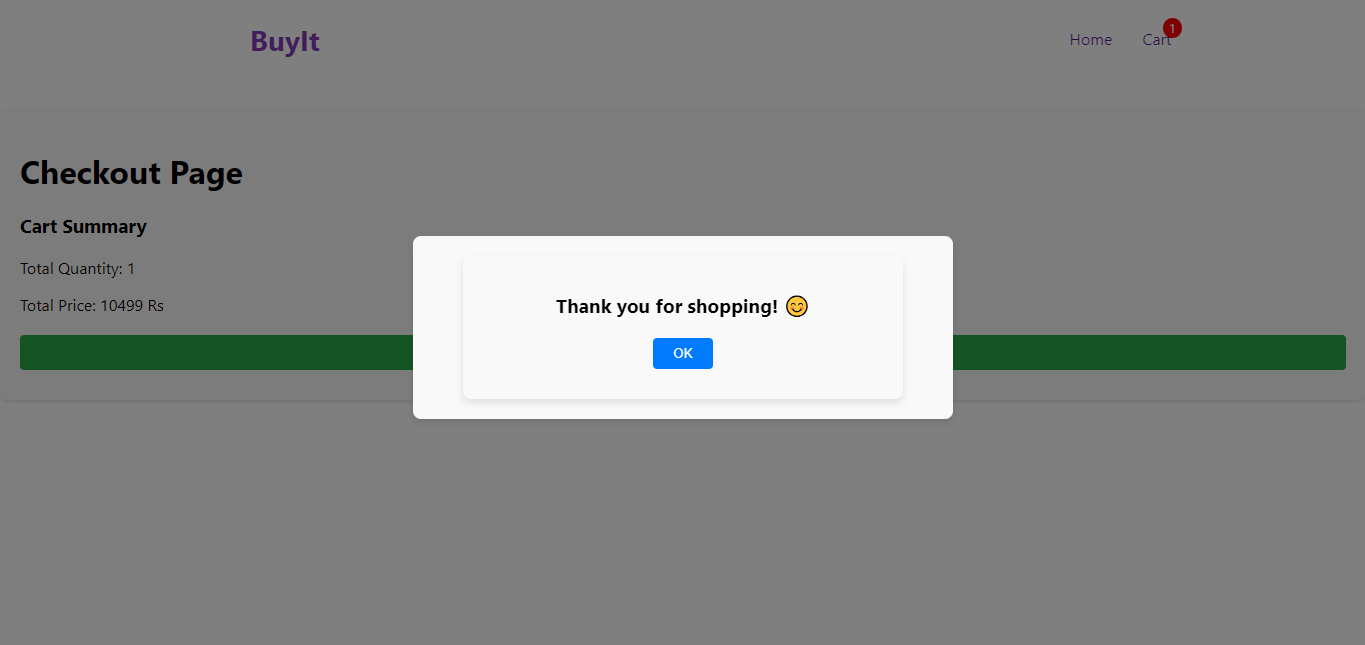 BuyIt
Home
Cart
1
Checkout Page
Cart Summary
Total Quantity: 1
Total Price: 10499 Rs
Thank you for shopping! 😊
OK